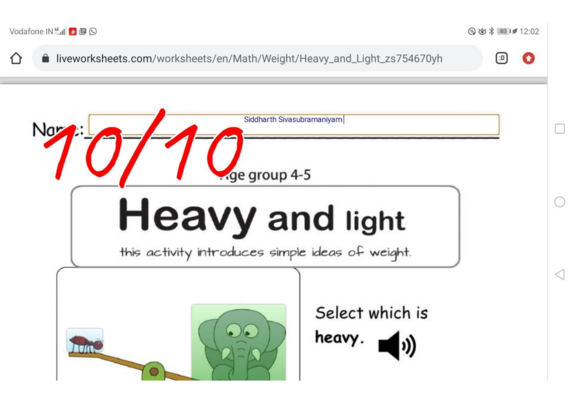 Vodafone IN 12:02
liveworksheets.com/worksheets/en/Math/Weight/Heavy_and_Light_zs754670yh :D
Name: Siddharth Sivasubramaniyam
10/10
Age group 4-5
Heavy and light
this activity introduces simple ideas of weight.
Select which is
heavy.